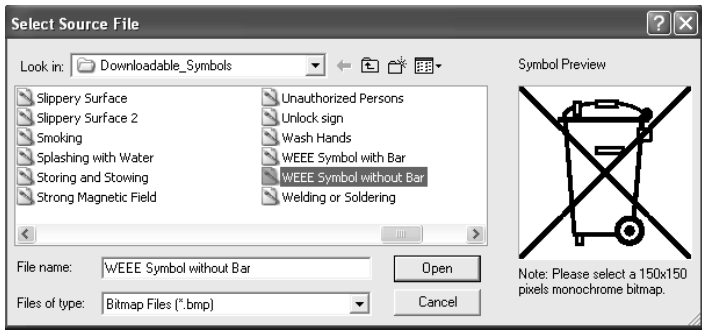 Select Source File
Look in: Downloadable_Symbols
Symbol Preview
Slippery Surface
Slippery Surface 2
Smoking
Splashing with Water
Storing and Stowing
Strong Magnetic Field
Unauthorized Persons
Unlock sign
Wash Hands
WEEE Symbol with Bar
WEEE Symbol without Bar
Welding or Soldering
File name: WEEE Symbol without Bar
Open
Files of type: Bitmap Files (*.bmp)
Cancel
Note: Please select a 150x150
pixels monochrome bitmap.